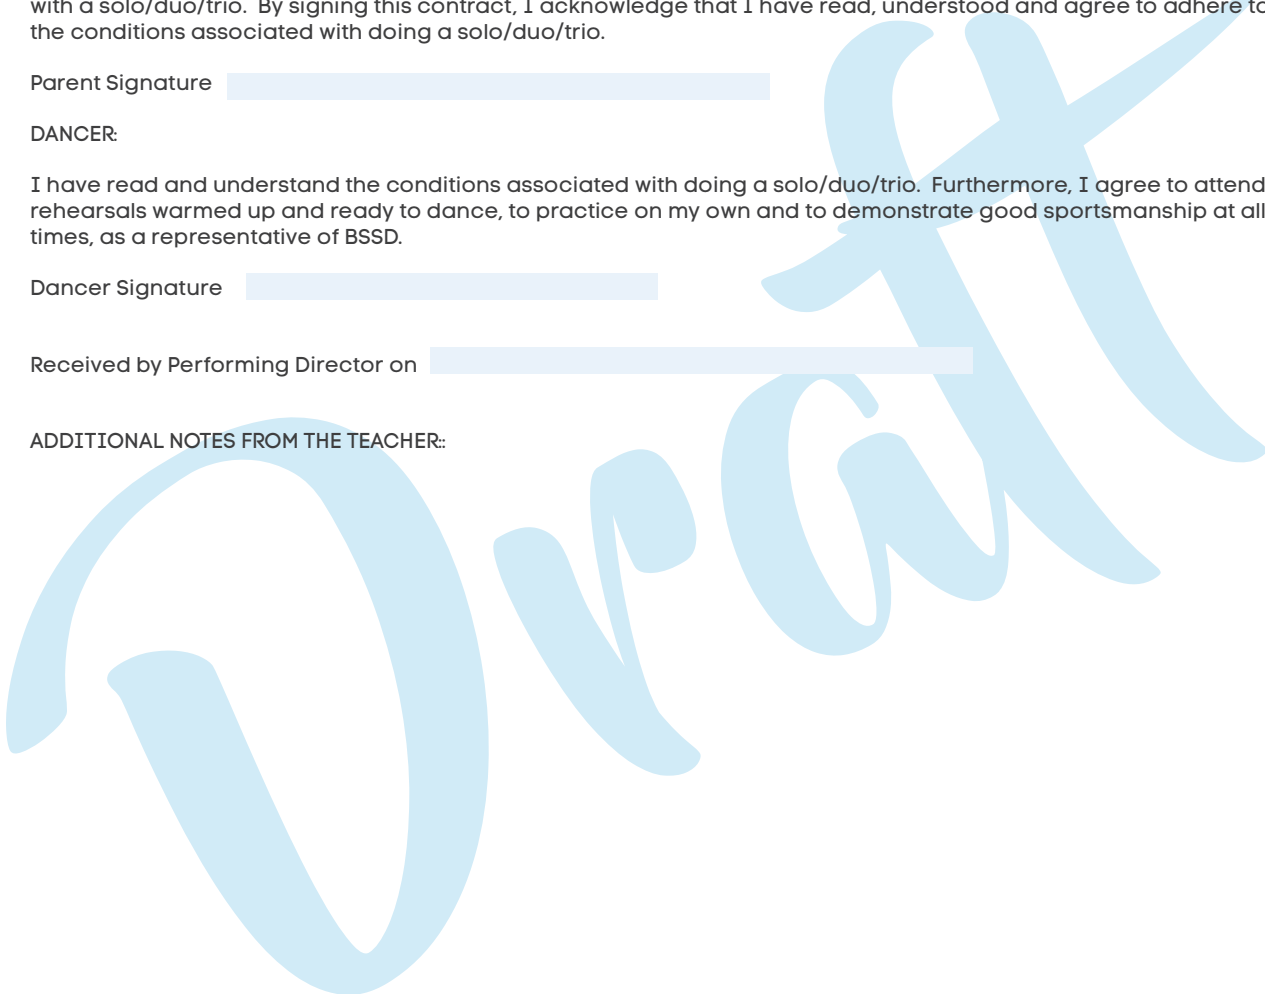 with a solo/duo/trio.  By signing this contract, I acknowledge that I have read, understood and agree to adhere to
the conditions associated with doing a solo/duo/trio.
Parent Signature
DANCER:
I have read and understand the conditions associated with doing a solo/duo/trio.  Furthermore, I agree to attend
rehearsals warmed up and ready to dance, to practice on my own and to demonstrate good sportsmanship at all
times, as a representative of BSSD.
Dancer Signature
Received by Performing Director on
ADDITIONAL NOTES FROM THE TEACHER::
Draft